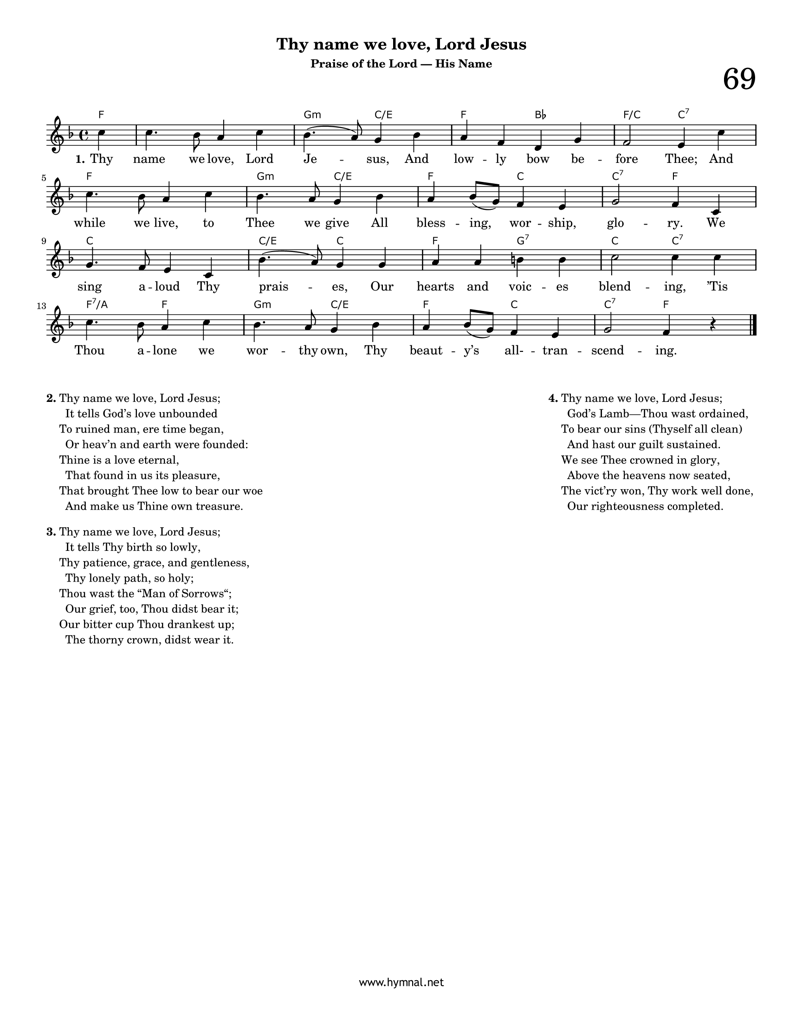 Thy name we love, Lord Jesus
Praise of the Lord — His Name
69
F Gm C/E F B♭ F/C C7
1. Thy name we love, Lord Je - sus, And low - ly bow be - fore Thee; And
5
F Gm C/E F C C7 F
while we live, to Thee we give All bless - ing, wor - ship, glo - ry. We
9
C C/E C F G7 C C7
sing a - loud Thy prais - es, Our hearts and voic - es blend - ing, 'Tis
13
F7/A F Gm C/E F C C7 F
Thou a - lone we wor - thy own, Thy beaut - y's all- - tran - scend - ing.
2. Thy name we love, Lord Jesus;
It tells God's love unbounded
To ruined man, ere time began,
Or heav'n and earth were founded:
Thine is a love eternal,
That found in us its pleasure,
That brought Thee low to bear our woe
And make us Thine own treasure.
3. Thy name we love, Lord Jesus;
It tells Thy birth so lowly,
Thy patience, grace, and gentleness,
Thy lonely path, so holy;
Thou wast the “Man of Sorrows“;
Our grief, too, Thou didst bear it;
Our bitter cup Thou drankest up;
The thorny crown, didst wear it.
4. Thy name we love, Lord Jesus;
God's Lamb—Thou wast ordained,
To bear our sins (Thyself all clean)
And hast our guilt sustained.
We see Thee crowned in glory,
Above the heavens now seated,
The vict'ry won, Thy work well done,
Our righteousness completed.
www.hymnal.net